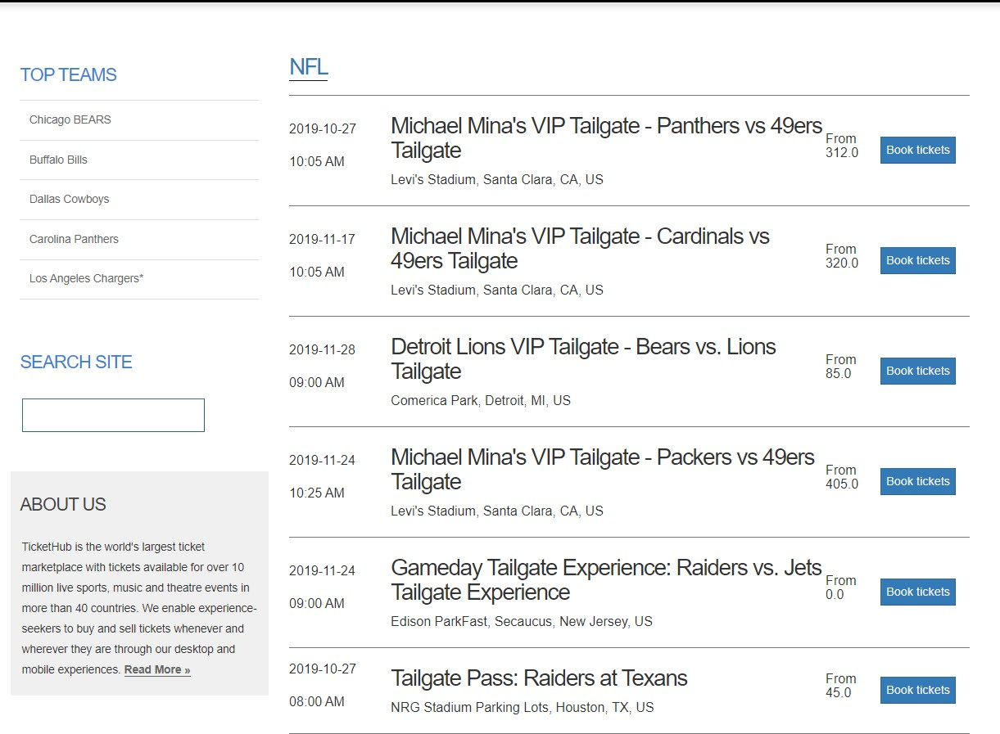 TOP TEAMS
Chicago BEARS
Buffalo Bills
Dallas Cowboys
Carolina Panthers
Los Angeles Chargers*
SEARCH SITE
ABOUT US
TicketHub is the world's largest ticket
marketplace with tickets available for over 10
million live sports, music and theatre events in
more than 40 countries. We enable experience-
seekers to buy and sell tickets whenever and
wherever they are through our desktop and
mobile experiences. Read More »
NFL
2019-10-27
10:05 AM
Michael Mina's VIP Tailgate - Panthers vs 49ers
Tailgate
Levi's Stadium, Santa Clara, CA, US
From
312.0
Book tickets
2019-11-17
10:05 AM
Michael Mina's VIP Tailgate - Cardinals vs
49ers Tailgate
Levi's Stadium, Santa Clara, CA, US
From
320.0
Book tickets
2019-11-28
09:00 AM
Detroit Lions VIP Tailgate - Bears vs. Lions
Tailgate
Comerica Park, Detroit, MI, US
From
85.0
Book tickets
2019-11-24
10:25 AM
Michael Mina's VIP Tailgate - Packers vs 49ers
Tailgate
Levi's Stadium, Santa Clara, CA, US
From
405.0
Book tickets
2019-11-24
09:00 AM
Gameday Tailgate Experience: Raiders vs. Jets
Tailgate Experience
Edison ParkFast, Secaucus, New Jersey, US
From
0.0
Book tickets
2019-10-27
08:00 AM
Tailgate Pass: Raiders at Texans
NRG Stadium Parking Lots, Houston, TX, US
From
45.0
Book tickets